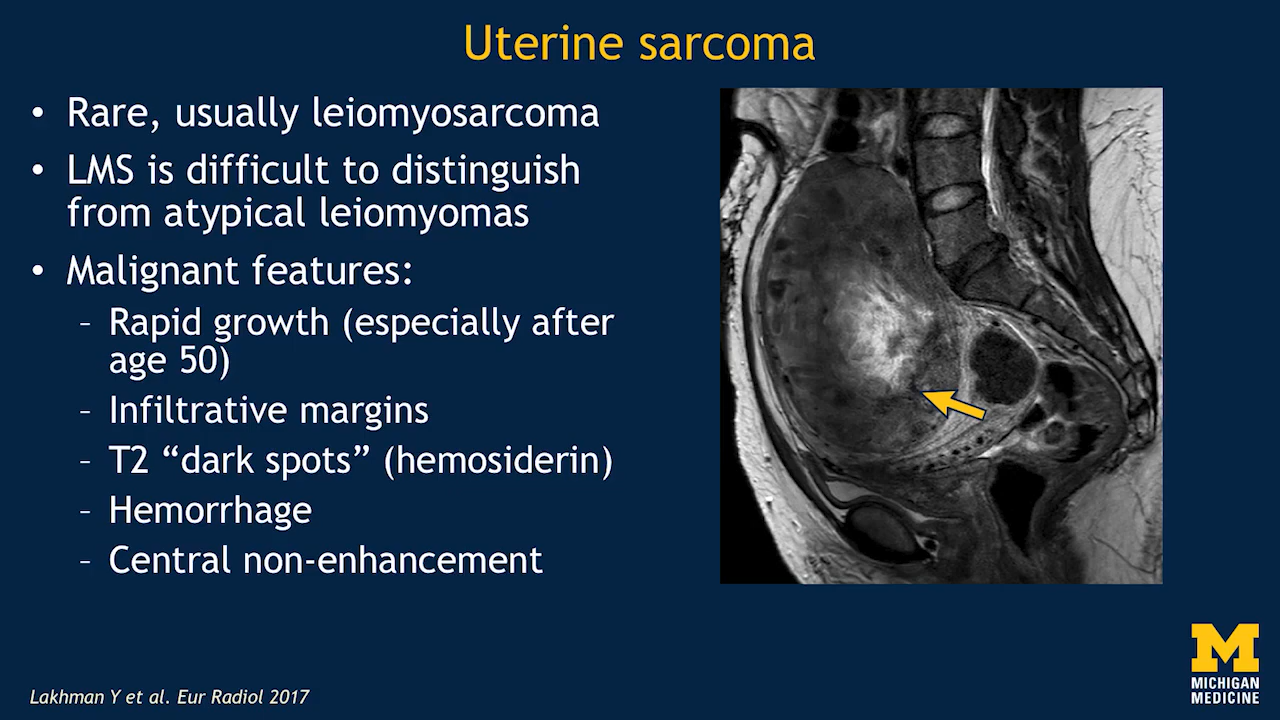 Uterine sarcoma
• Rare, usually leiomyosarcoma
• LMS is difficult to distinguish
from atypical leiomyomas
• Malignant features:
– Rapid growth (especially after
age 50)
– Infiltrative margins
– T2 “dark spots” (hemosiderin)
– Hemorrhage
– Central non-enhancement
Lakhman Y et al. Eur Radiol 2017
M
MICHIGAN
MEDICINE